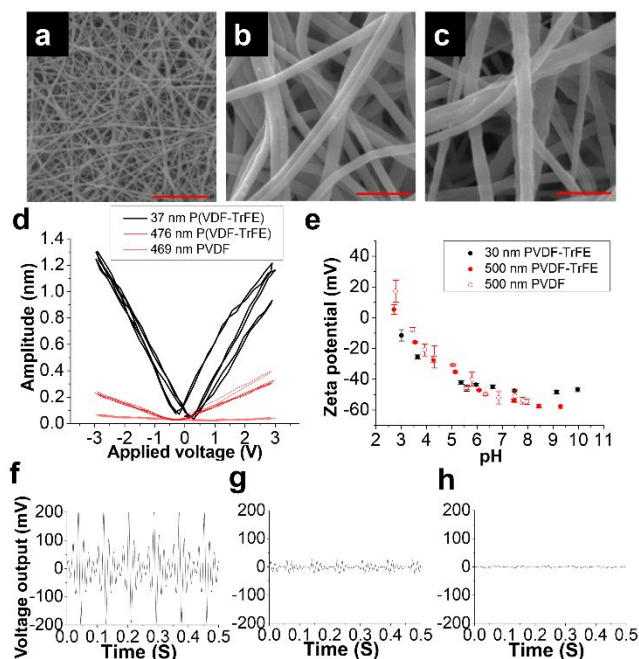 a
b
c
d
37 nm P(VDF-TrFE)
476 nm P(VDF-TrFE)
469 nm PVDF
1.4
1.2
1.0
0.8
0.6
0.4
0.2
0.0
Amplitude (nm)
-3 -2 -1 0 1 2 3
Applied voltage (V)
e
30 nm PVDF-TrFE
500 nm PVDF-TrFE
500 nm PVDF
40
20
0
-20
-40
-60
Zeta potential (mV)
2 3 4 5 6 7 8 9 10 11
pH
f
200
100
0
-100
-200
Voltage output (mV)
0.0 0.1 0.2 0.3 0.4 0.5
Time (S)
g
200
100
0
-100
-200
0.0 0.1 0.2 0.3 0.4 0.5
Time (S)
h
200
100
0
-100
-200
0.0 0.1 0.2 0.3 0.4 0.5
Time (S)